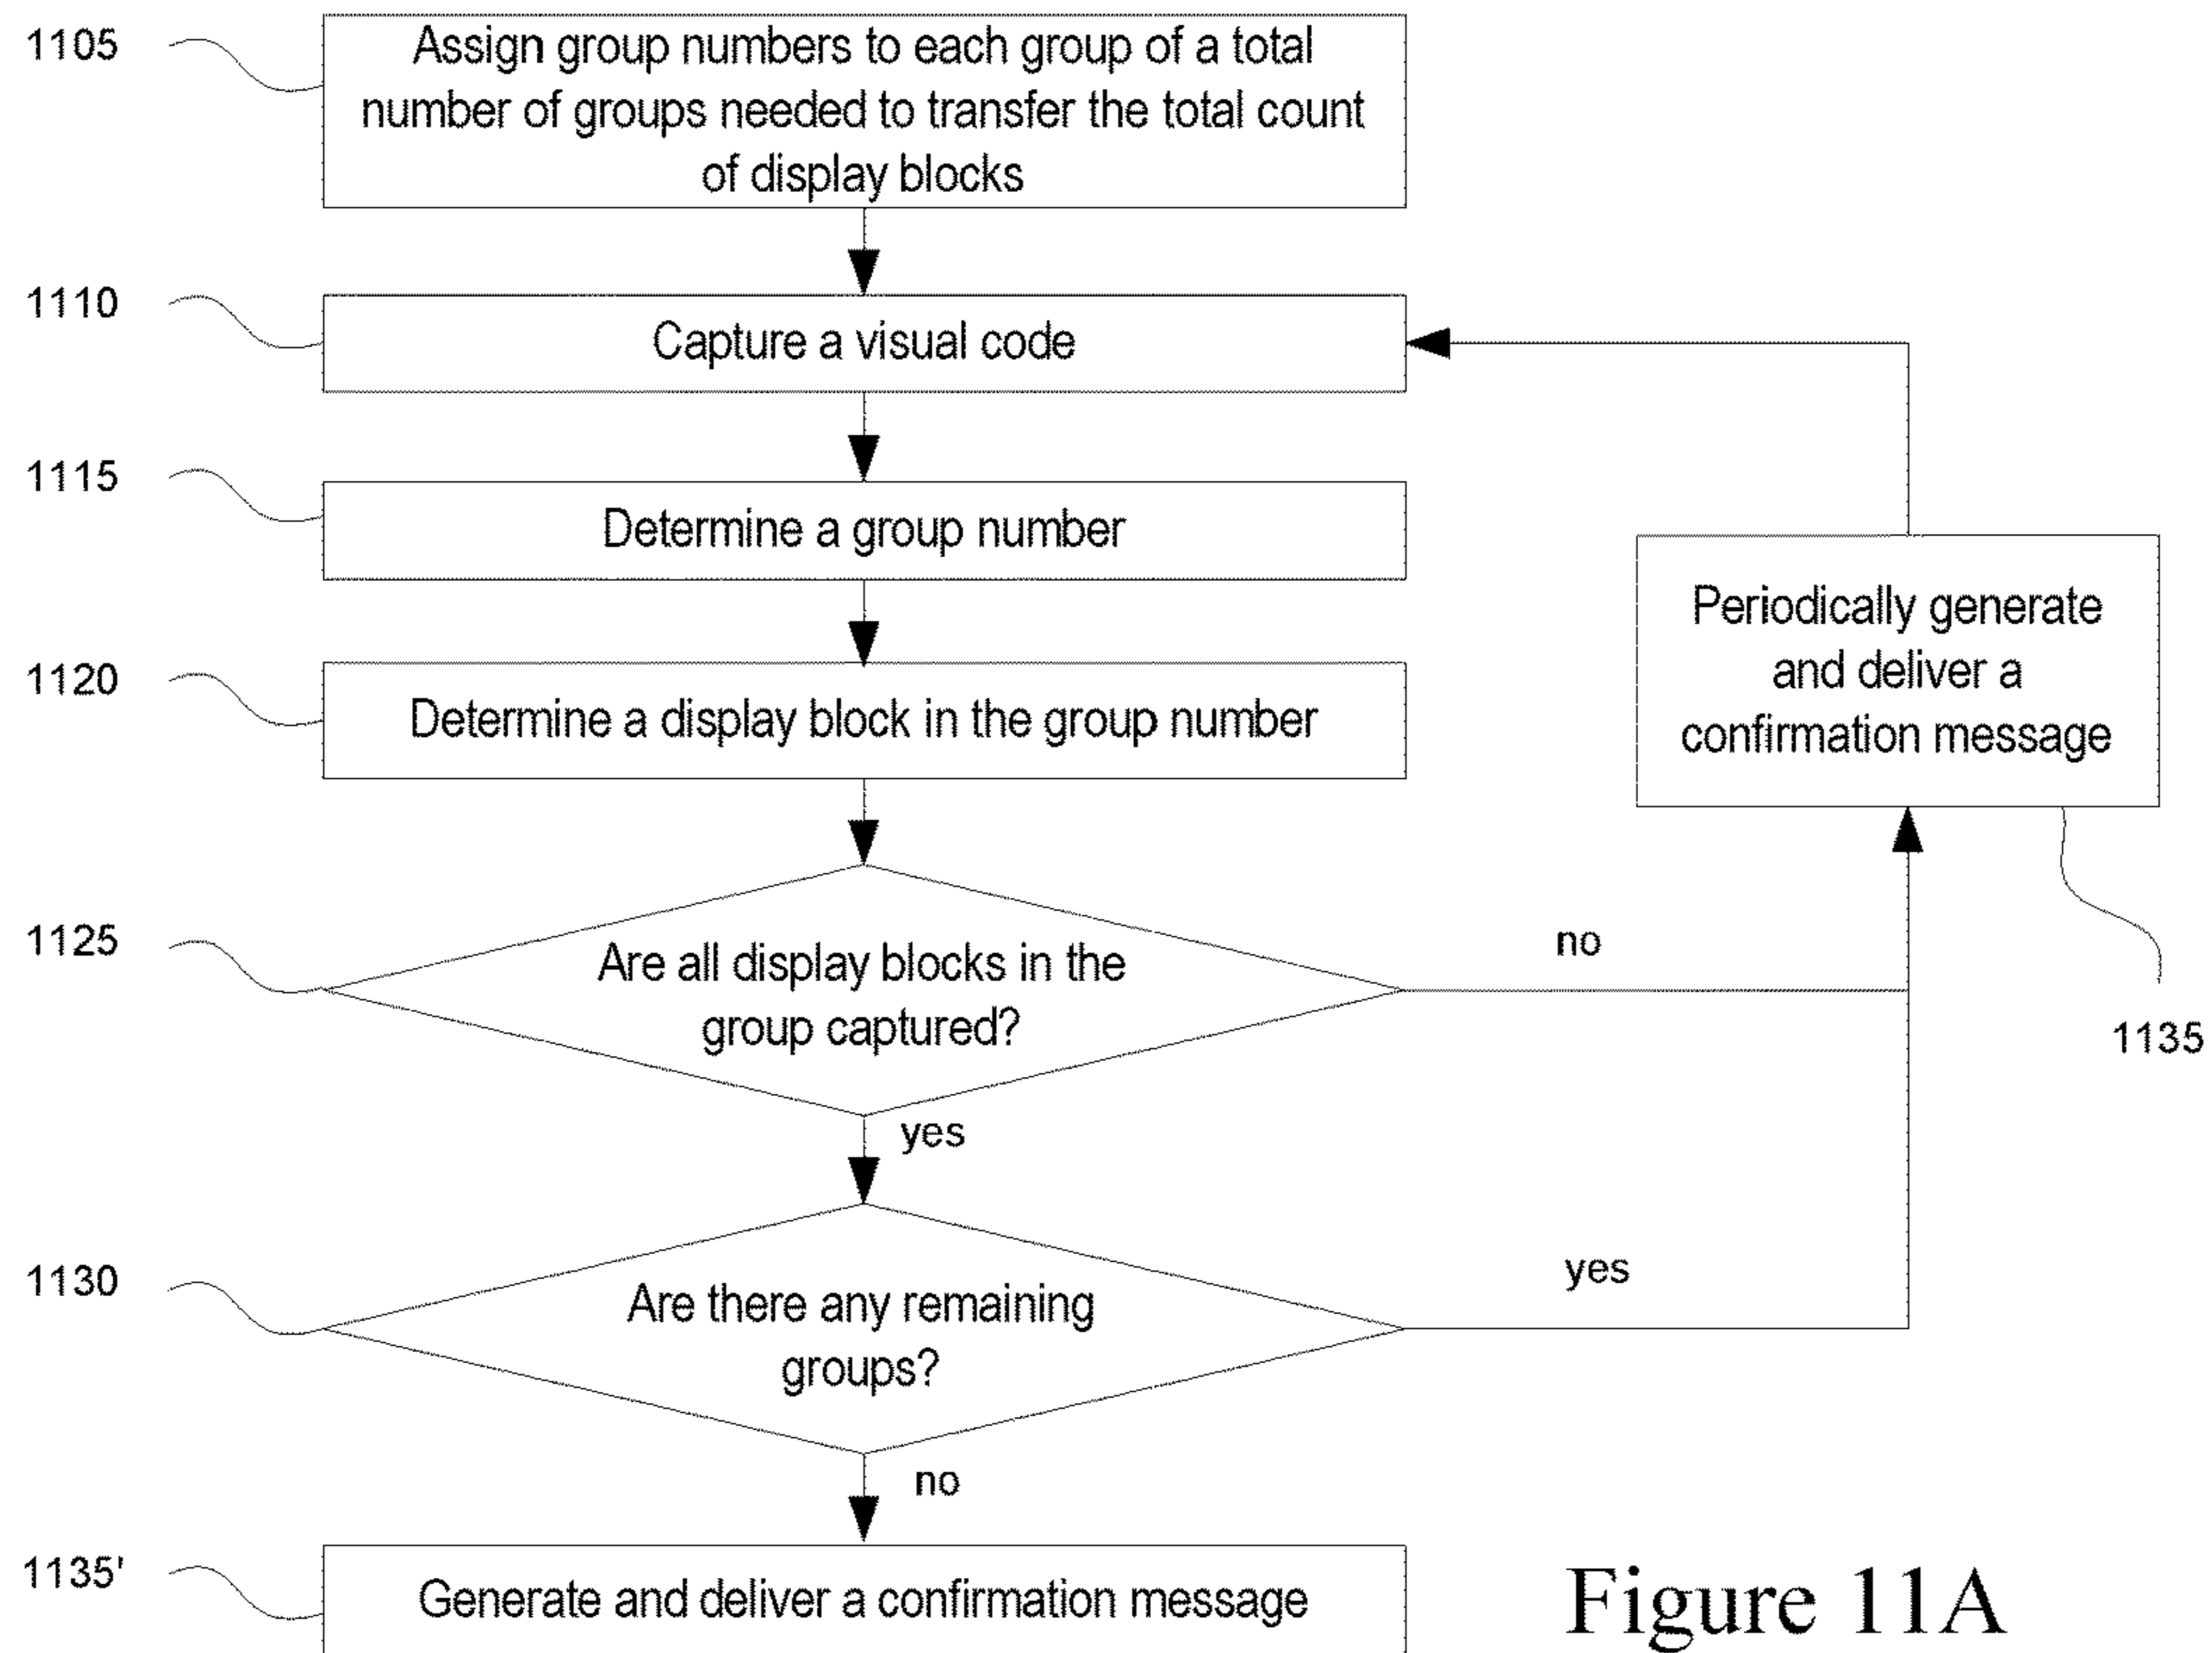 1105
Assign group numbers to each group of a total
number of groups needed to transfer the total count
of display blocks
1110
Capture a visual code
1115
Determine a group number
Periodically generate
and deliver a
confirmation message
1120
Determine a display block in the group number
1125
Are all display blocks in the
group captured?
no
1135
yes
1130
Are there any remaining
groups?
yes
no
1135'
Generate and deliver a confirmation message
Figure 11A